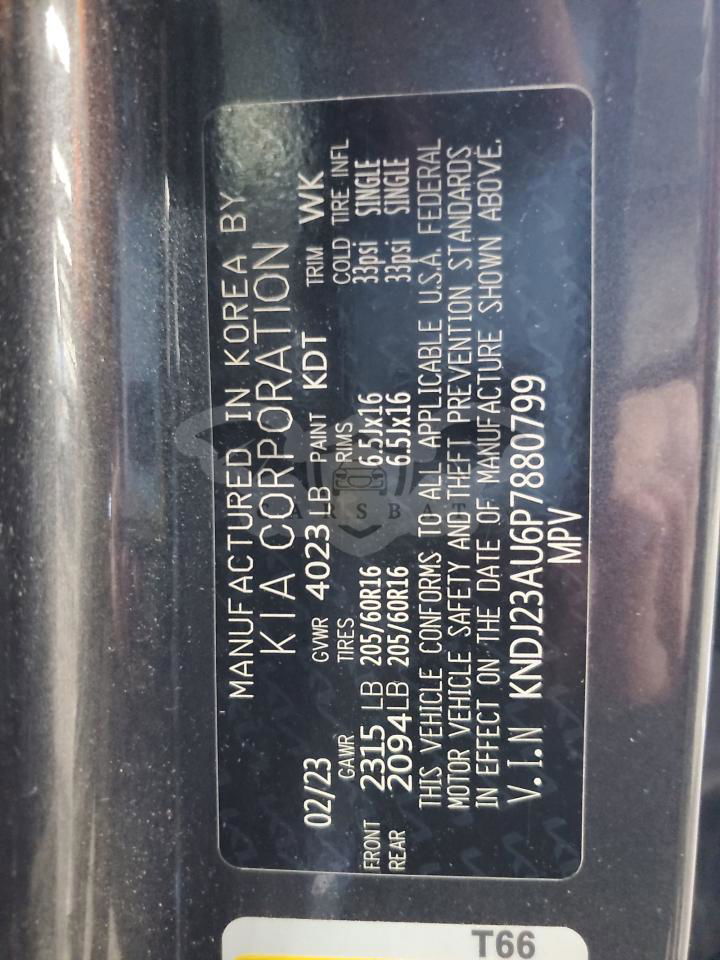 MANUFACTURED IN KOREA BY
KIA CORPORATION
02/23 GVWR 4023 LB PAINT KDT TRIM WK
GAWR TIRES RIMS COLD TIRE INFL
FRONT 2315 LB 205/60R16 6.5Jx16 33psi SINGLE
REAR 2094 LB 205/60R16 6.5Jx16 33psi SINGLE
THIS VEHICLE CONFORMS TO ALL APPLICABLE U.S.A. FEDERAL
MOTOR VEHICLE SAFETY AND THEFT PREVENTION STANDARDS
IN EFFECT ON THE DATE OF MANUFACTURE SHOWN ABOVE.
V.I.N KNDJ23AU6P7880799
MPV
CARSBAT
T66